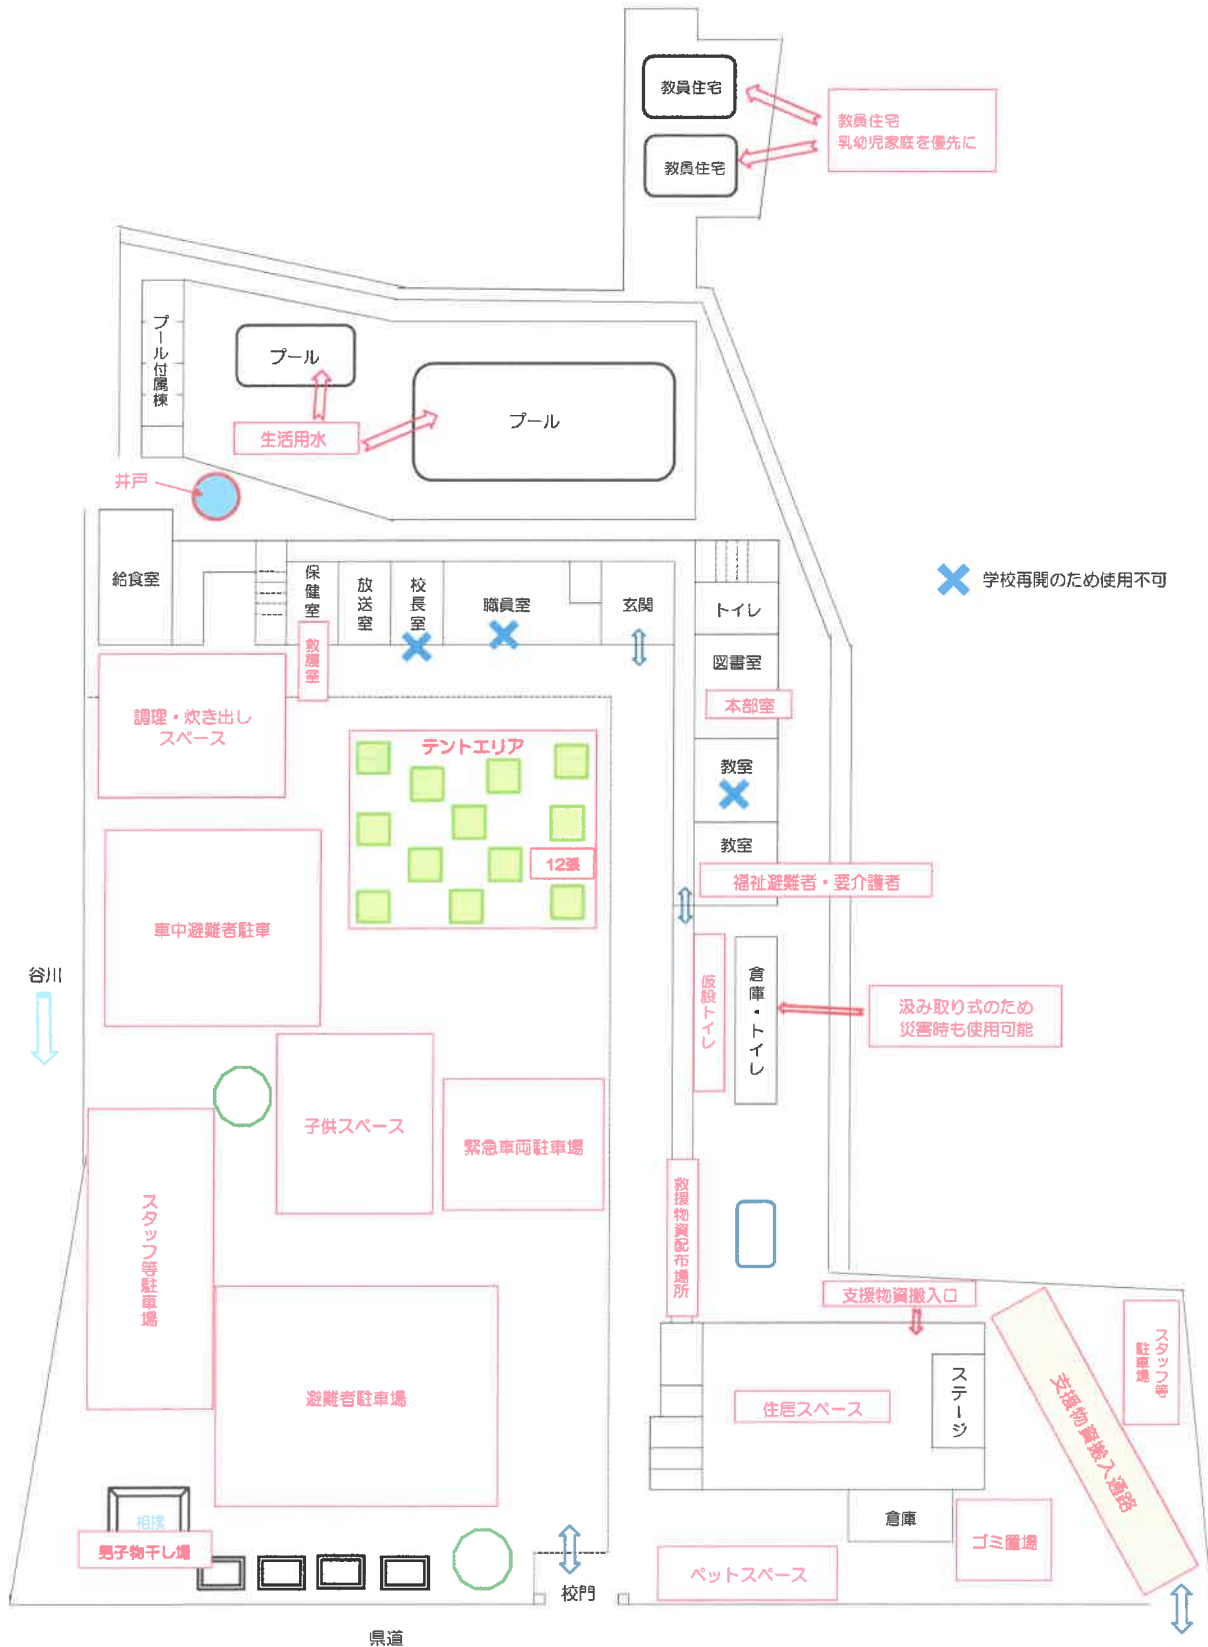 教員住宅
教員住宅
教員住宅
乳幼児家庭を優先に
プール付属棟
プール
プール
生活用水
井戸
給食室
保健室
救護室
放送室
校長室
職員室
玄関
トイレ
図書室
本部室
教室
教室
福祉避難者・要介護者
学校再開のため使用不可
調理・炊き出し
スペース
テントエリア
12張
車中避難者駐車
谷川
仮設トイレ
倉庫・トイレ
汲み取り式のため
災害時も使用可能
子供スペース
緊急車両駐車場
スタッフ等駐車場
救援物資配布場所
支援物資搬入口
避難者駐車場
住居スペース
ステージ
支援物資搬入通路
スタッフ等
駐車場
相撲
男子物干し場
倉庫
ゴミ置場
ペットスペース
校門
県道